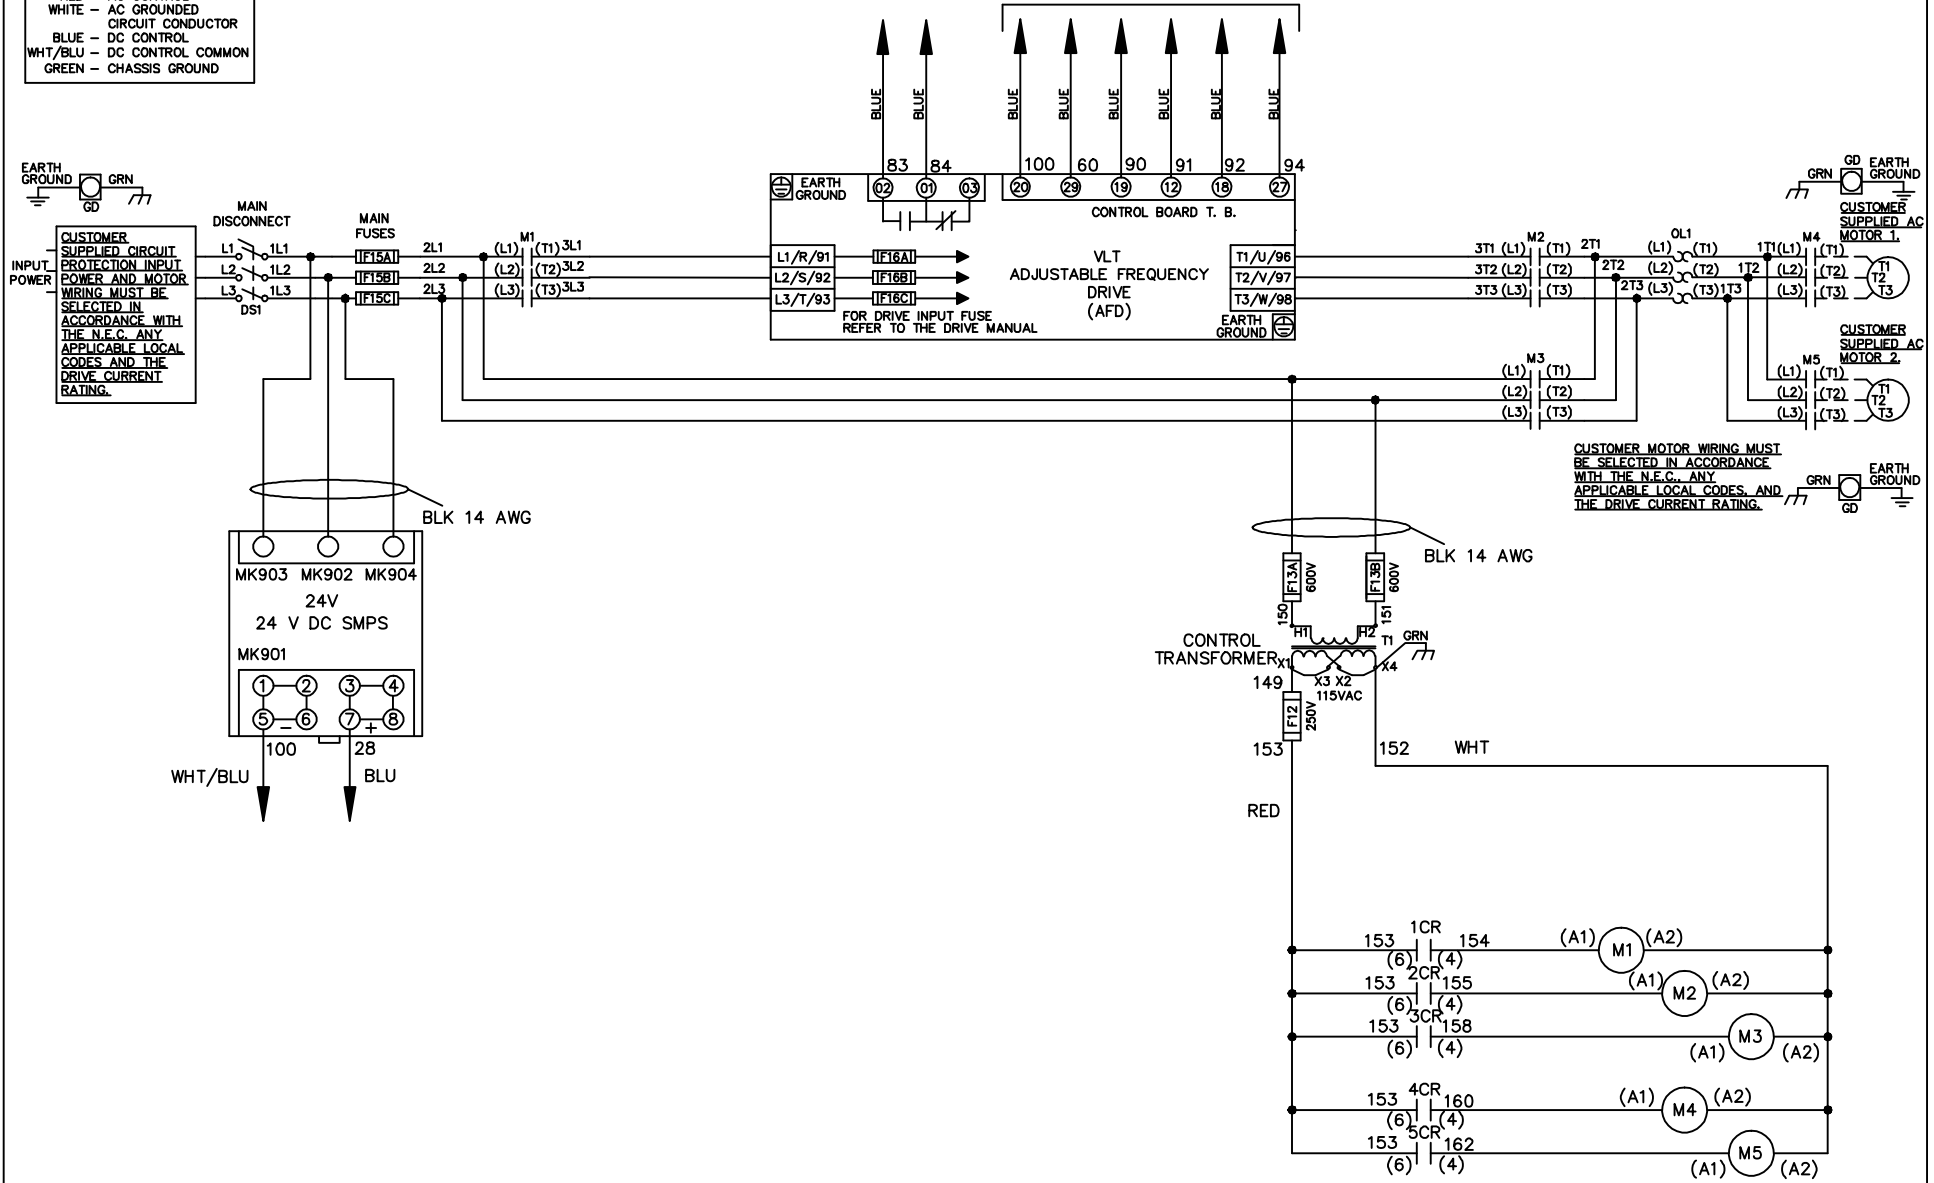 WHITE – AC GROUNDED
CIRCUIT CONDUCTOR
BLUE – DC CONTROL
WHT/BLU – DC CONTROL COMMON
GREEN – CHASSIS GROUND
BLUE
BLUE
BLUE
BLUE
BLUE
BLUE
BLUE
BLUE
83
84
100
60
90
91
92
94
EARTH
GROUND
GRN
GD
EARTH
GROUND
02
01
03
20
29
19
12
18
27
CONTROL BOARD T. B.
GD
EARTH
GROUND
GRN
MAIN
DISCONNECT
MAIN
FUSES
CUSTOMER
SUPPLIED AC
MOTOR 1.
INPUT
POWER
CUSTOMER
SUPPLIED CIRCUIT
PROTECTION INPUT
POWER AND MOTOR
WIRING MUST BE
SELECTED IN
ACCORDANCE WITH
THE N.E.C. ANY
APPLICABLE LOCAL
CODES AND THE
DRIVE CURRENT
RATING.
L1
1L1
F15A
2L1
L2
1L2
F15B
2L2
L3
1L3
F15C
2L3
DS1
M1
(L1)
(T1)
3L1
(L2)
(T2)
3L2
(L3)
(T3)
3L3
L1/R/91
F16A
L2/S/92
F16B
L3/T/93
F16C
FOR DRIVE INPUT FUSE
REFER TO THE DRIVE MANUAL
VLT
ADJUSTABLE FREQUENCY
DRIVE
(AFD)
T1/U/96
T2/V/97
T3/W/98
EARTH
GROUND
M2
3T1
(L1)
(T1)
2T1
3T2
(L2)
(T2)
2T2
3T3
(L3)
(T3)
2T3
OL1
(L1)
(T1)
1T1
(L2)
(T2)
1T2
(L3)
(T3)
1T3
M4
(L1)
(T1)
(L2)
(T2)
(L3)
(T3)
T1
T2
T3
CUSTOMER
SUPPLIED AC
MOTOR 2.
M3
(L1)
(T1)
(L2)
(T2)
(L3)
(T3)
M5
(L1)
(T1)
(L2)
(T2)
(L3)
(T3)
T1
T2
T3
CUSTOMER MOTOR WIRING MUST
BE SELECTED IN ACCORDANCE
WITH THE N.E.C., ANY
APPLICABLE LOCAL CODES, AND
THE DRIVE CURRENT RATING.
GRN
GD
EARTH
GROUND
BLK 14 AWG
MK903
MK902
MK904
24V
24 V DC SMPS
MK901
1
2
3
4
5
–
6
7
+
8
100
28
WHT/BLU
BLU
BLK 14 AWG
F13A
600V
F13B
600V
150
151
H1
H2
T1
GRN
CONTROL
TRANSFORMER
X1
X3
X2
X4
115VAC
149
F12
250V
153
152
WHT
RED
1CR
153
154
(6)
(4)
(A1)
M1
(A2)
2CR
153
155
(6)
(4)
(A1)
M2
(A2)
3CR
153
158
(6)
(4)
(A1)
M3
(A2)
4CR
153
160
(6)
(4)
(A1)
M4
(A2)
5CR
153
162
(6)
(4)
(A1)
M5
(A2)